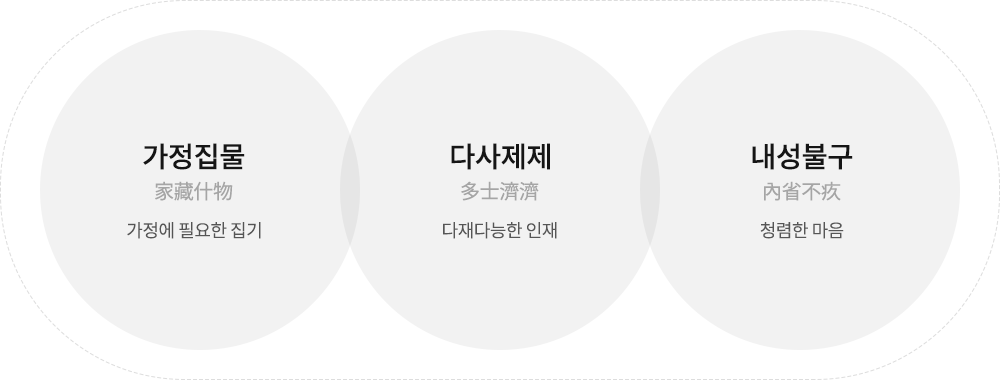 가정집물
家藏什物
가정에 필요한 집기
다사제제
多士濟濟
다재다능한 인재
내성불구
內省不疚
청렴한 마음